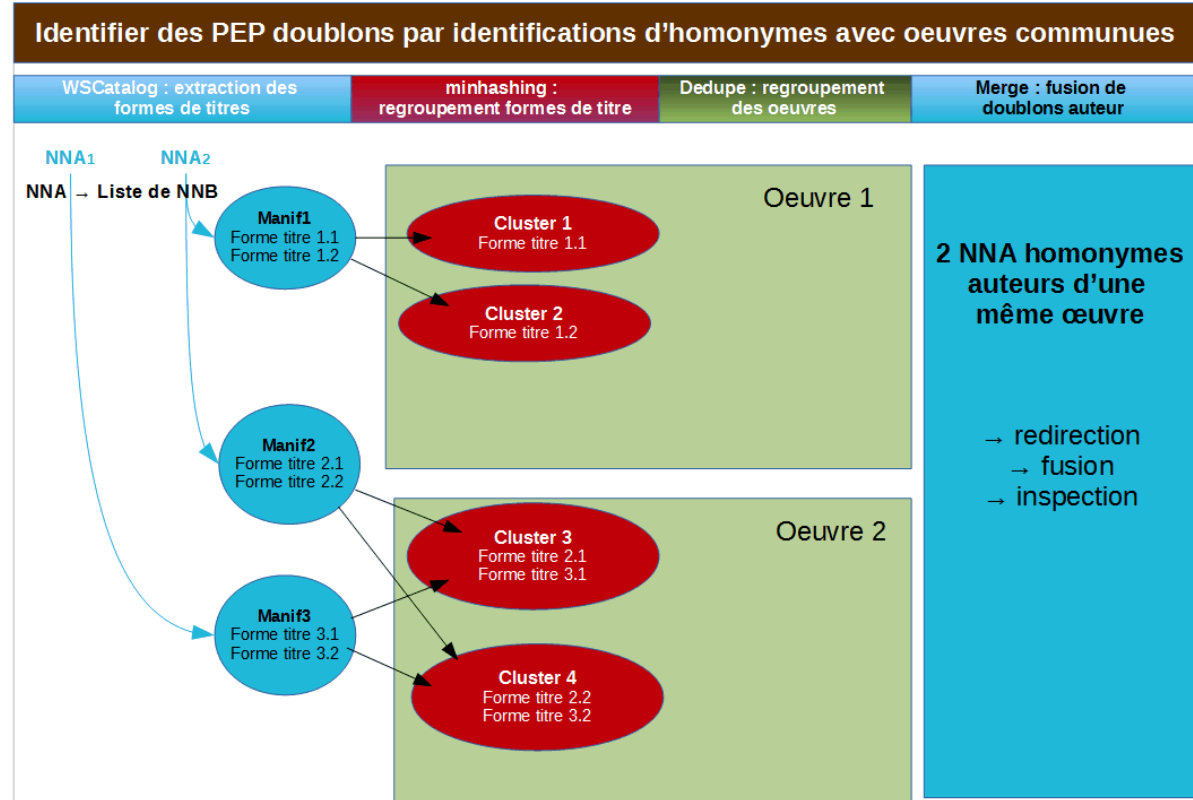 Identifier des PEP doublons par identifications d'homonymes avec oeuvres communues
WSCatalog : extraction des
formes de titres
minhashing :
regroupement formes de titre
Dedupe : regroupement
des oeuvres
Merge : fusion de
doublons auteur
NNA1
NNA2
NNA → Liste de NNB
Manif1
Forme titre 1.1
Forme titre 1.2
Cluster 1
Forme titre 1.1
Cluster 2
Forme titre 1.2
Oeuvre 1
Manif2
Forme titre 2.1
Forme titre 2.2
Manif3
Forme titre 3.1
Forme titre 3.2
Cluster 3
Forme titre 2.1
Forme titre 3.1
Cluster 4
Forme titre 2.2
Forme titre 3.2
Oeuvre 2
2 NNA homonymes
auteurs d'une
même œuvre
→ redirection
→ fusion
→ inspection